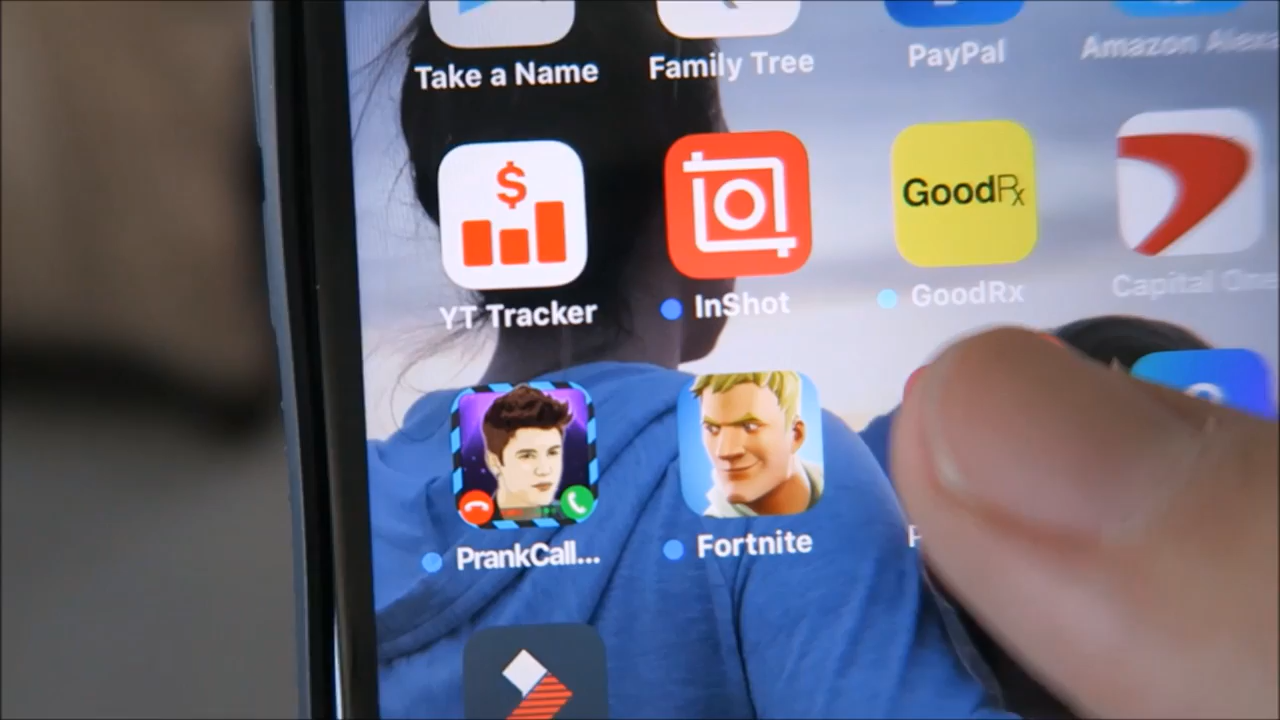 Take a Name
Family Tree
PayPal
Amazon Alexa
$
GoodRx
YT Tracker
InShot
GoodRx
Capital One
PrankCall...
Fortnite
P